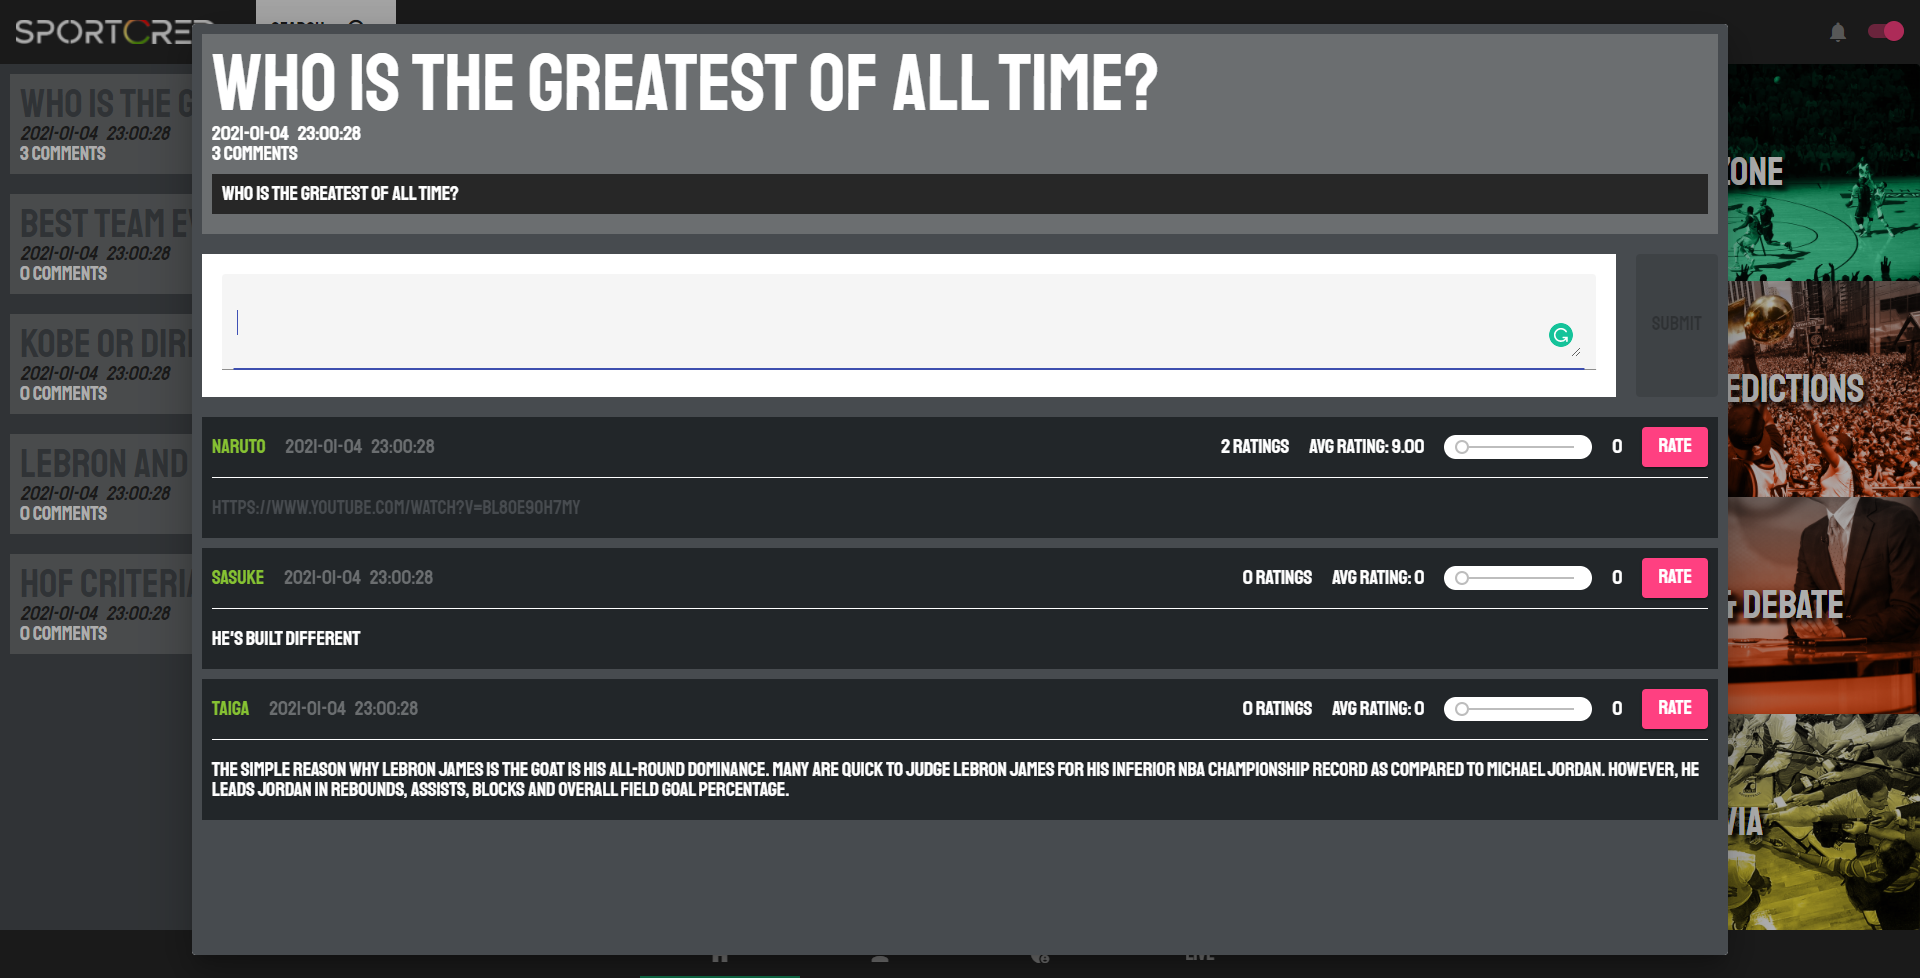 SPORTCRED
WHO IS THE G
2021-01-04 23:00:28
3 COMMENTS
BEST TEAM E
2021-01-04 23:00:28
0 COMMENTS
KOBE OR DIR
2021-01-04 23:00:28
0 COMMENTS
LEBRON AND
2021-01-04 23:00:28
0 COMMENTS
HOF CRITERIA
2021-01-04 23:00:28
0 COMMENTS
WHO IS THE GREATEST OF ALL TIME?
2021-01-04 23:00:28
3 COMMENTS
WHO IS THE GREATEST OF ALL TIME?
SUBMIT
NARUTO 2021-01-04 23:00:28 2 RATINGS AVG RATING: 9.00 0 RATE
HTTPS://WWW.YOUTUBE.COM/WATCH?V=BL80E90H7MY
SASUKE 2021-01-04 23:00:28 0 RATINGS AVG RATING: 0 0 RATE
HE'S BUILT DIFFERENT
TAIGA 2021-01-04 23:00:28 0 RATINGS AVG RATING: 0 0 RATE
THE SIMPLE REASON WHY LEBRON JAMES IS THE GOAT IS HIS ALL-ROUND DOMINANCE. MANY ARE QUICK TO JUDGE LEBRON JAMES FOR HIS INFERIOR NBA CHAMPIONSHIP RECORD AS COMPARED TO MICHAEL JORDAN. HOWEVER, HE
LEADS JORDAN IN REBOUNDS, ASSISTS, BLOCKS AND OVERALL FIELD GOAL PERCENTAGE.
ZONE
EDICTIONS
& DEBATE
VIA
LIVE